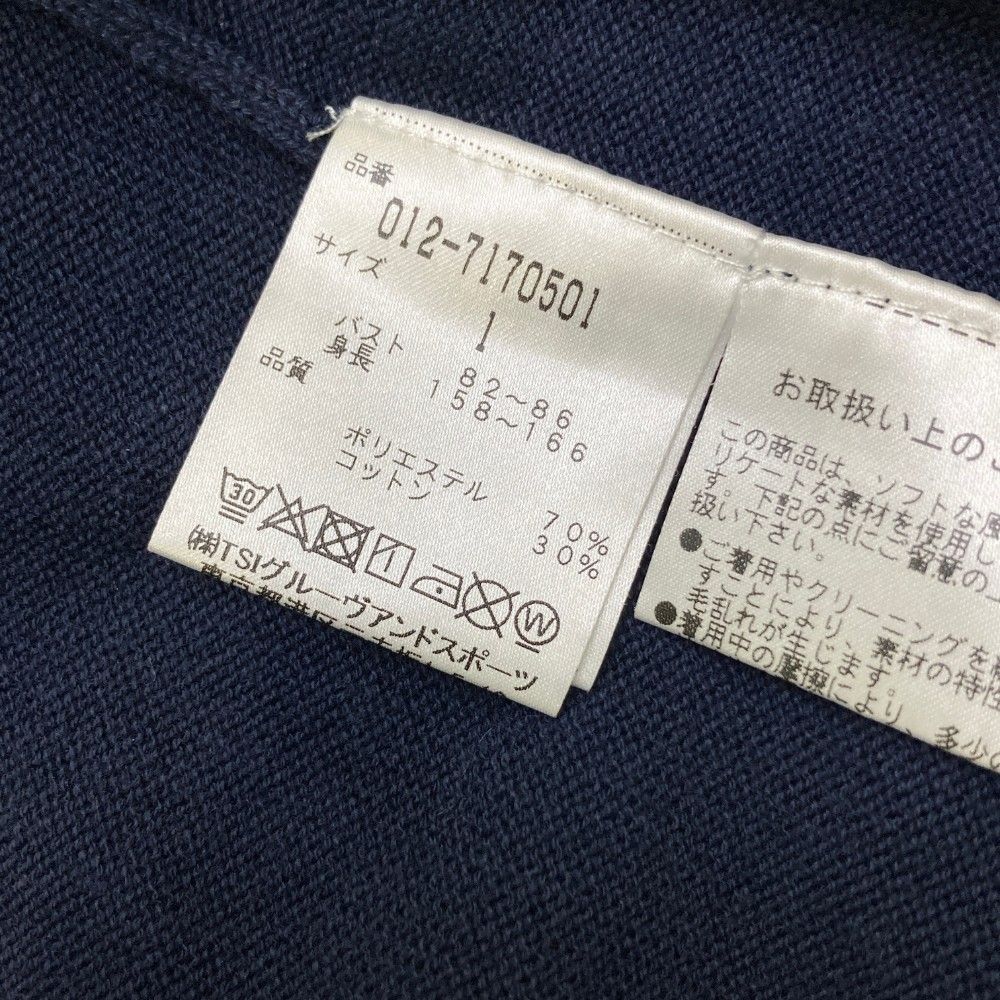 品番
012-7170501
サイズ
1
バスト 82～86
身長 158～166
品質
ポリエステル 70%
コットン 30%
30
W
(株)TSIグルーヴアンドスポーツ
お取扱い上の
この商品は、ソフトな
リケートな素材を使用し
す。下記の点にご留意の
扱い下さい。
●ご着用やクリーニングを
すことにより、素材の特性
毛乱れが生じます。
●着用中の摩擦により、多少の